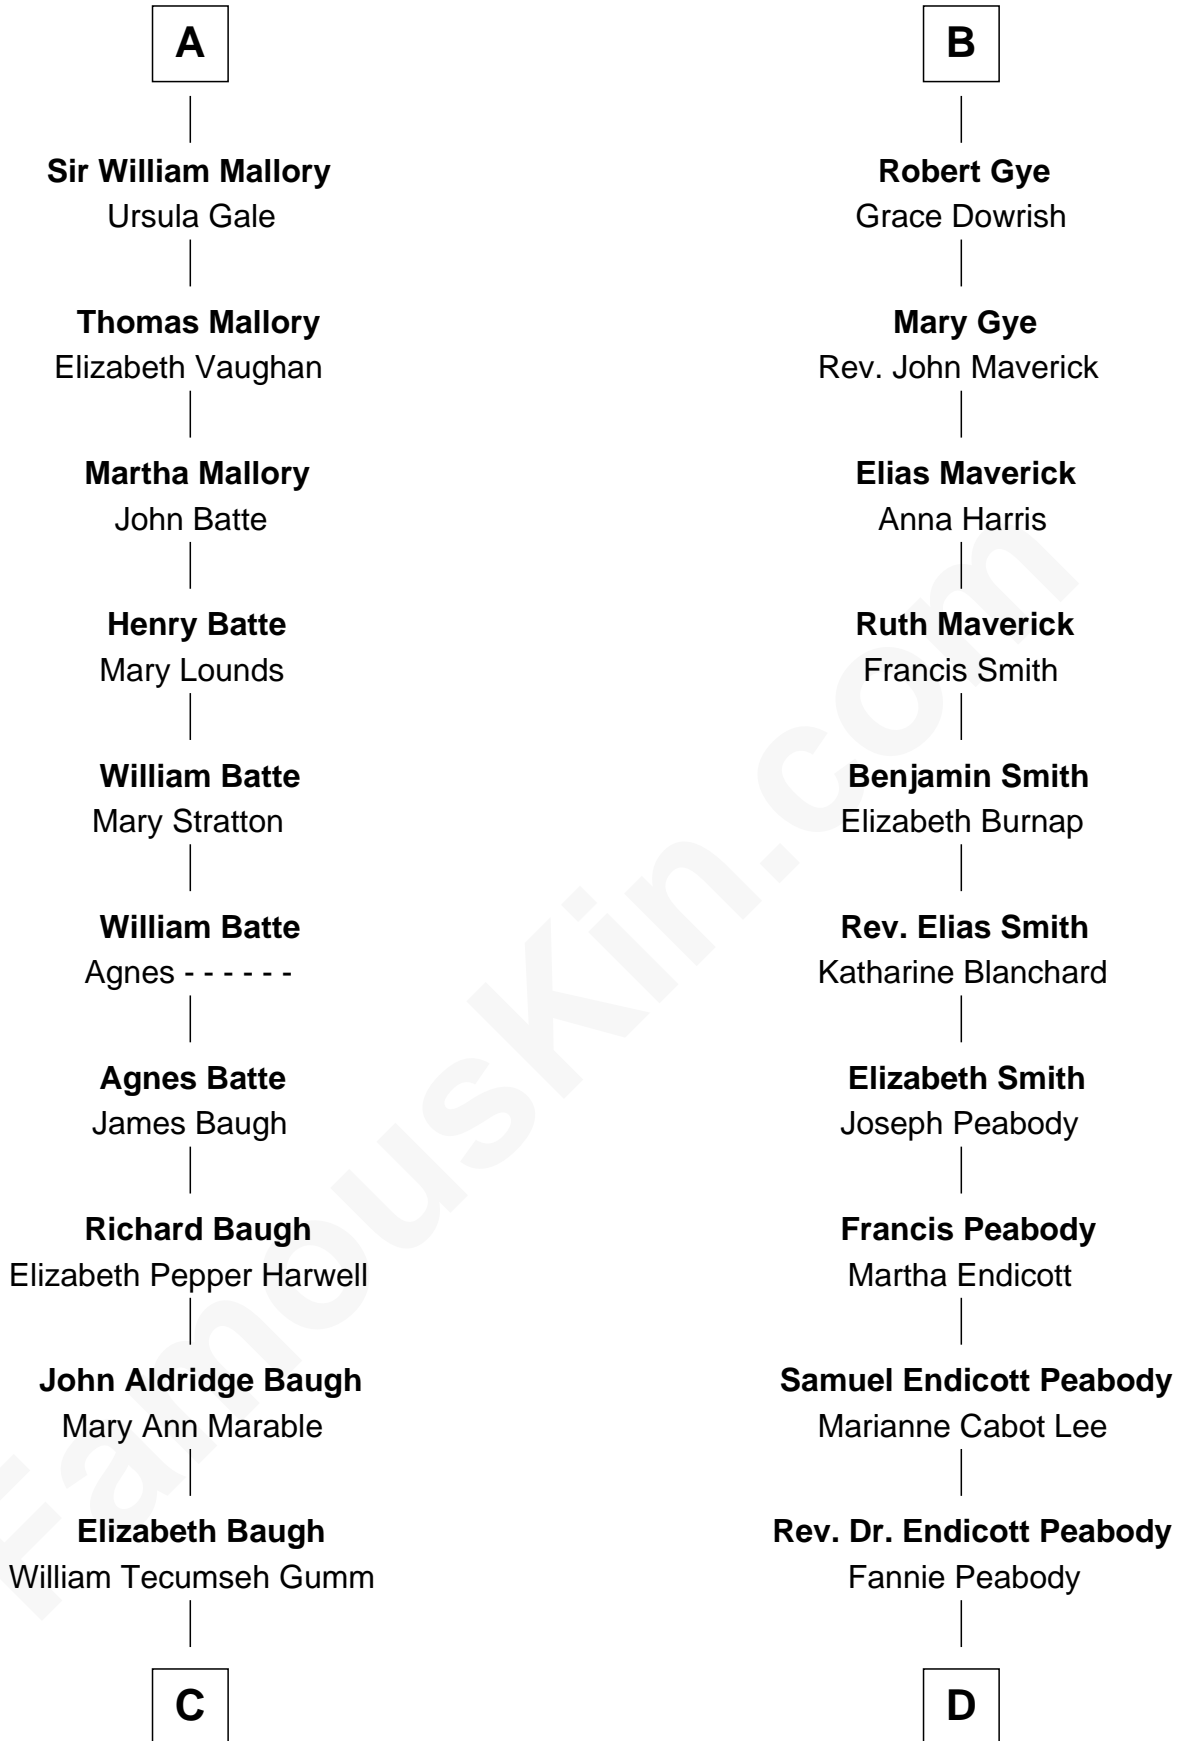 A
Sir William Mallory
Ursula Gale
Thomas Mallory
Elizabeth Vaughan
Martha Mallory
John Batte
Henry Batte
Mary Lounds
William Batte
Mary Stratton
William Batte
Agnes - - - - - -
Agnes Batte
James Baugh
Richard Baugh
Elizabeth Pepper Harwell
John Aldridge Baugh
Mary Ann Marable
Elizabeth Baugh
William Tecumseh Gumm
C
B
Robert Gye
Grace Dowrish
Mary Gye
Rev. John Maverick
Elias Maverick
Anna Harris
Ruth Maverick
Francis Smith
Benjamin Smith
Elizabeth Burnap
Rev. Elias Smith
Katharine Blanchard
Elizabeth Smith
Joseph Peabody
Francis Peabody
Martha Endicott
Samuel Endicott Peabody
Marianne Cabot Lee
Rev. Dr. Endicott Peabody
Fannie Peabody
D
FamousKin.com